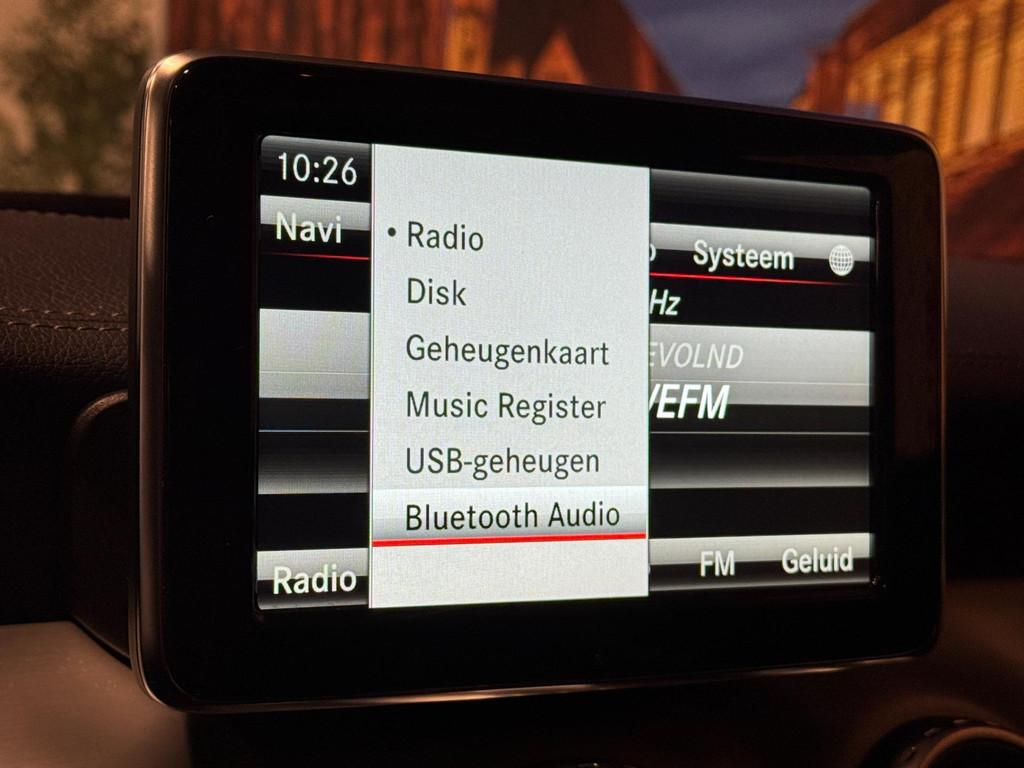 10:26
Navi
Systeem
• Radio
Disk
Geheugenkaart
Music Register
USB-geheugen
Bluetooth Audio
Hz
EVOLND
VEFM
Radio
FM
Geluid